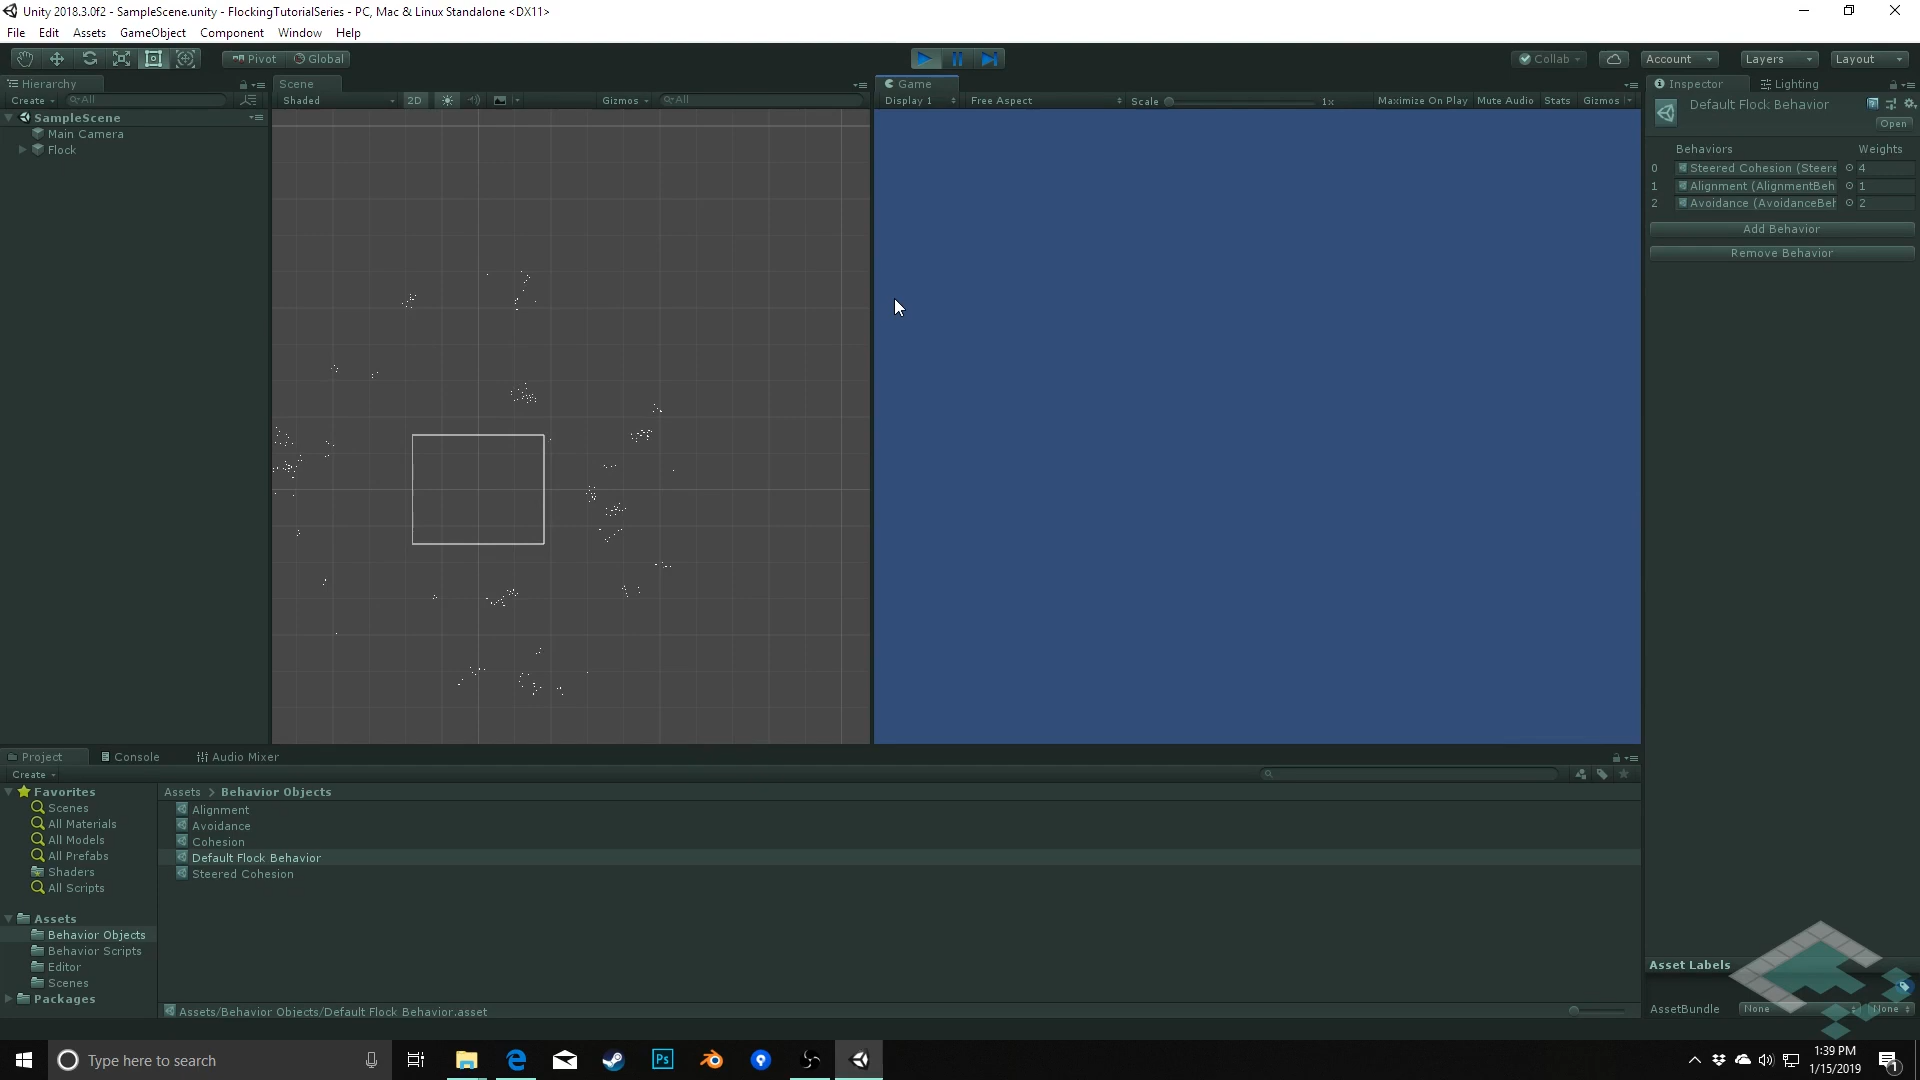 Unity 2018.3.0f2 - SampleScene.unity - FlockingTutorialSeries - PC, Mac & Linux Standalone <DX11>
File Edit Assets GameObject Component Window Help
Pivot Global Collab Account Layers Layout
Hierarchy Scene Game Inspector Lighting
Create All Shaded 2D Gizmos All Display 1 Free Aspect Scale 1x Maximize On Play Mute Audio Stats Gizmos
Default Flock Behavior
Open
SampleScene
Main Camera
Flock
Behaviors Weights
0 Steered Cohesion (Steere 4
1 Alignment (AlignmentBeh 1
2 Avoidance (AvoidanceBeh 2
Add Behavior
Remove Behavior
Project Console Audio Mixer
Create
Favorites
Scenes
All Materials
All Models
All Prefabs
Shaders
All Scripts
Assets
Behavior Objects
Behavior Scripts
Editor
Scenes
Packages
Assets > Behavior Objects
Alignment
Avoidance
Cohesion
Default Flock Behavior
Steered Cohesion
Assets/Behavior Objects/Default Flock Behavior.asset
Asset Labels
AssetBundle None None
Type here to search
Ps
1:39 PM
1/15/2019
1